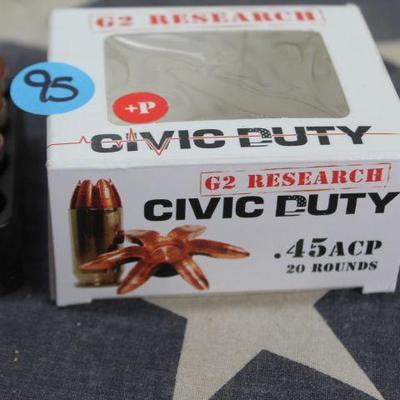 G2 RESEARCH
95
+P
CIVIC DUTY
G2 RESEARCH
CIVIC DUTY
.45ACP
20 ROUNDS